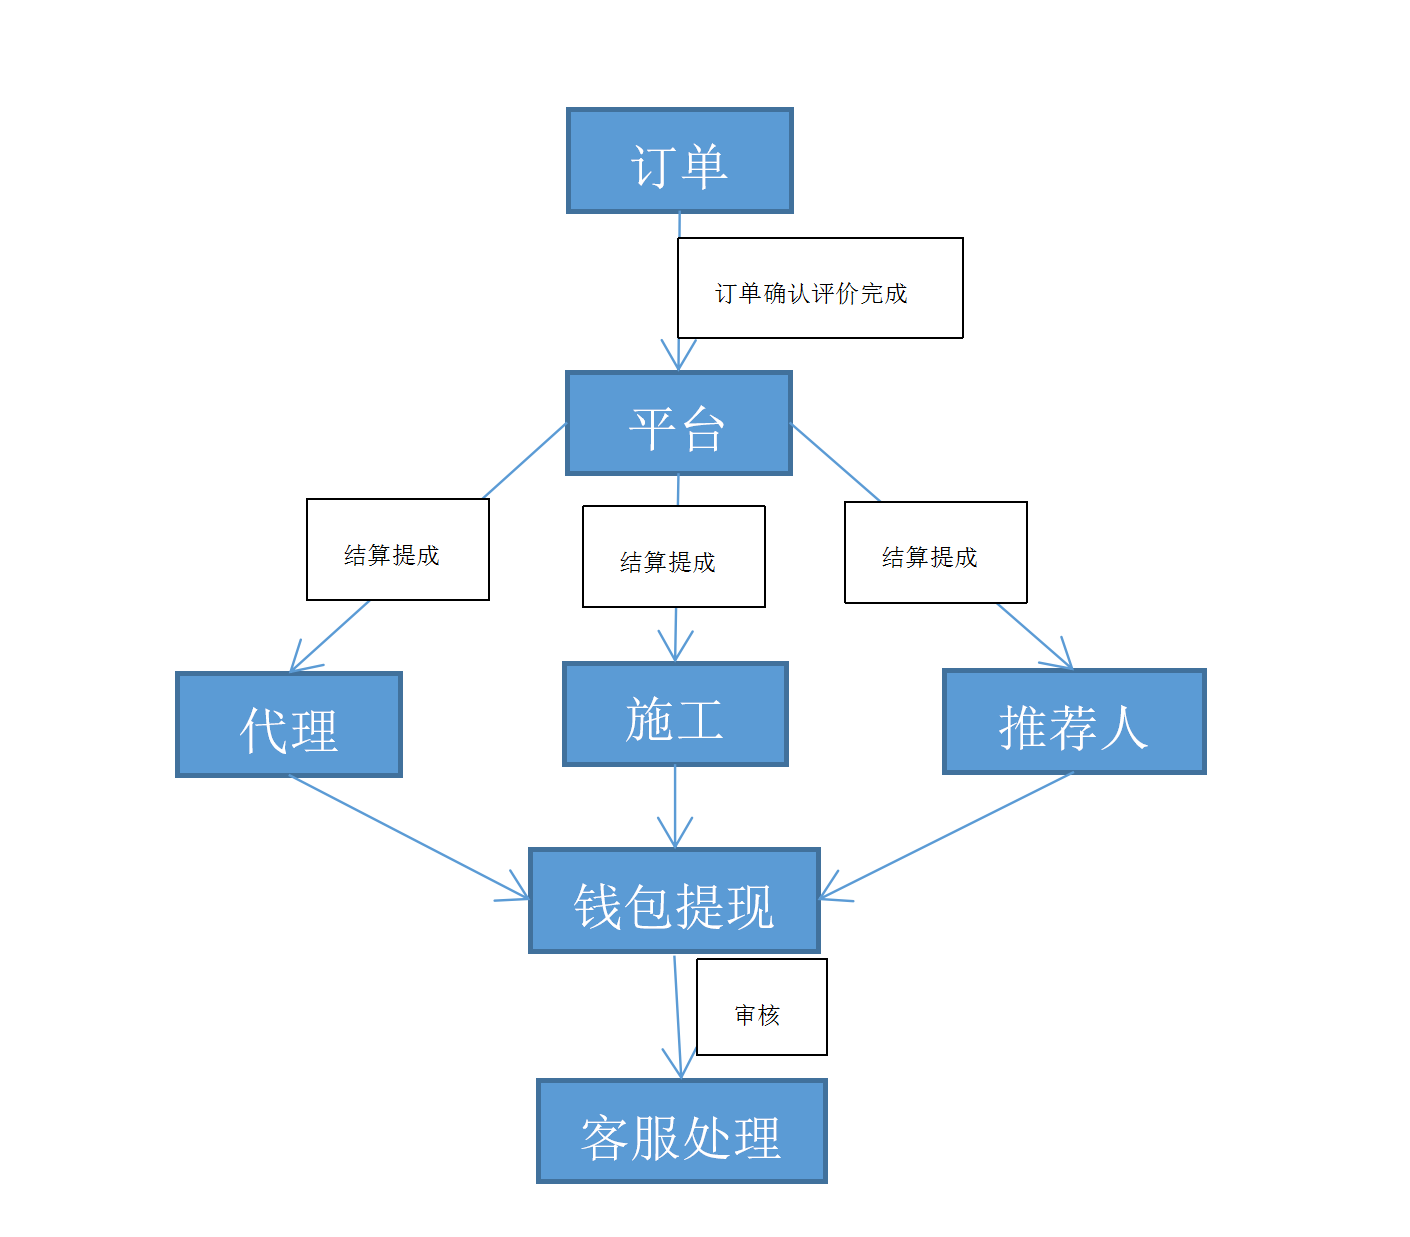 订单
订单确认评价完成
平台
结算提成
结算提成
结算提成
代理
施工
推荐人
钱包提现
审核
客服处理